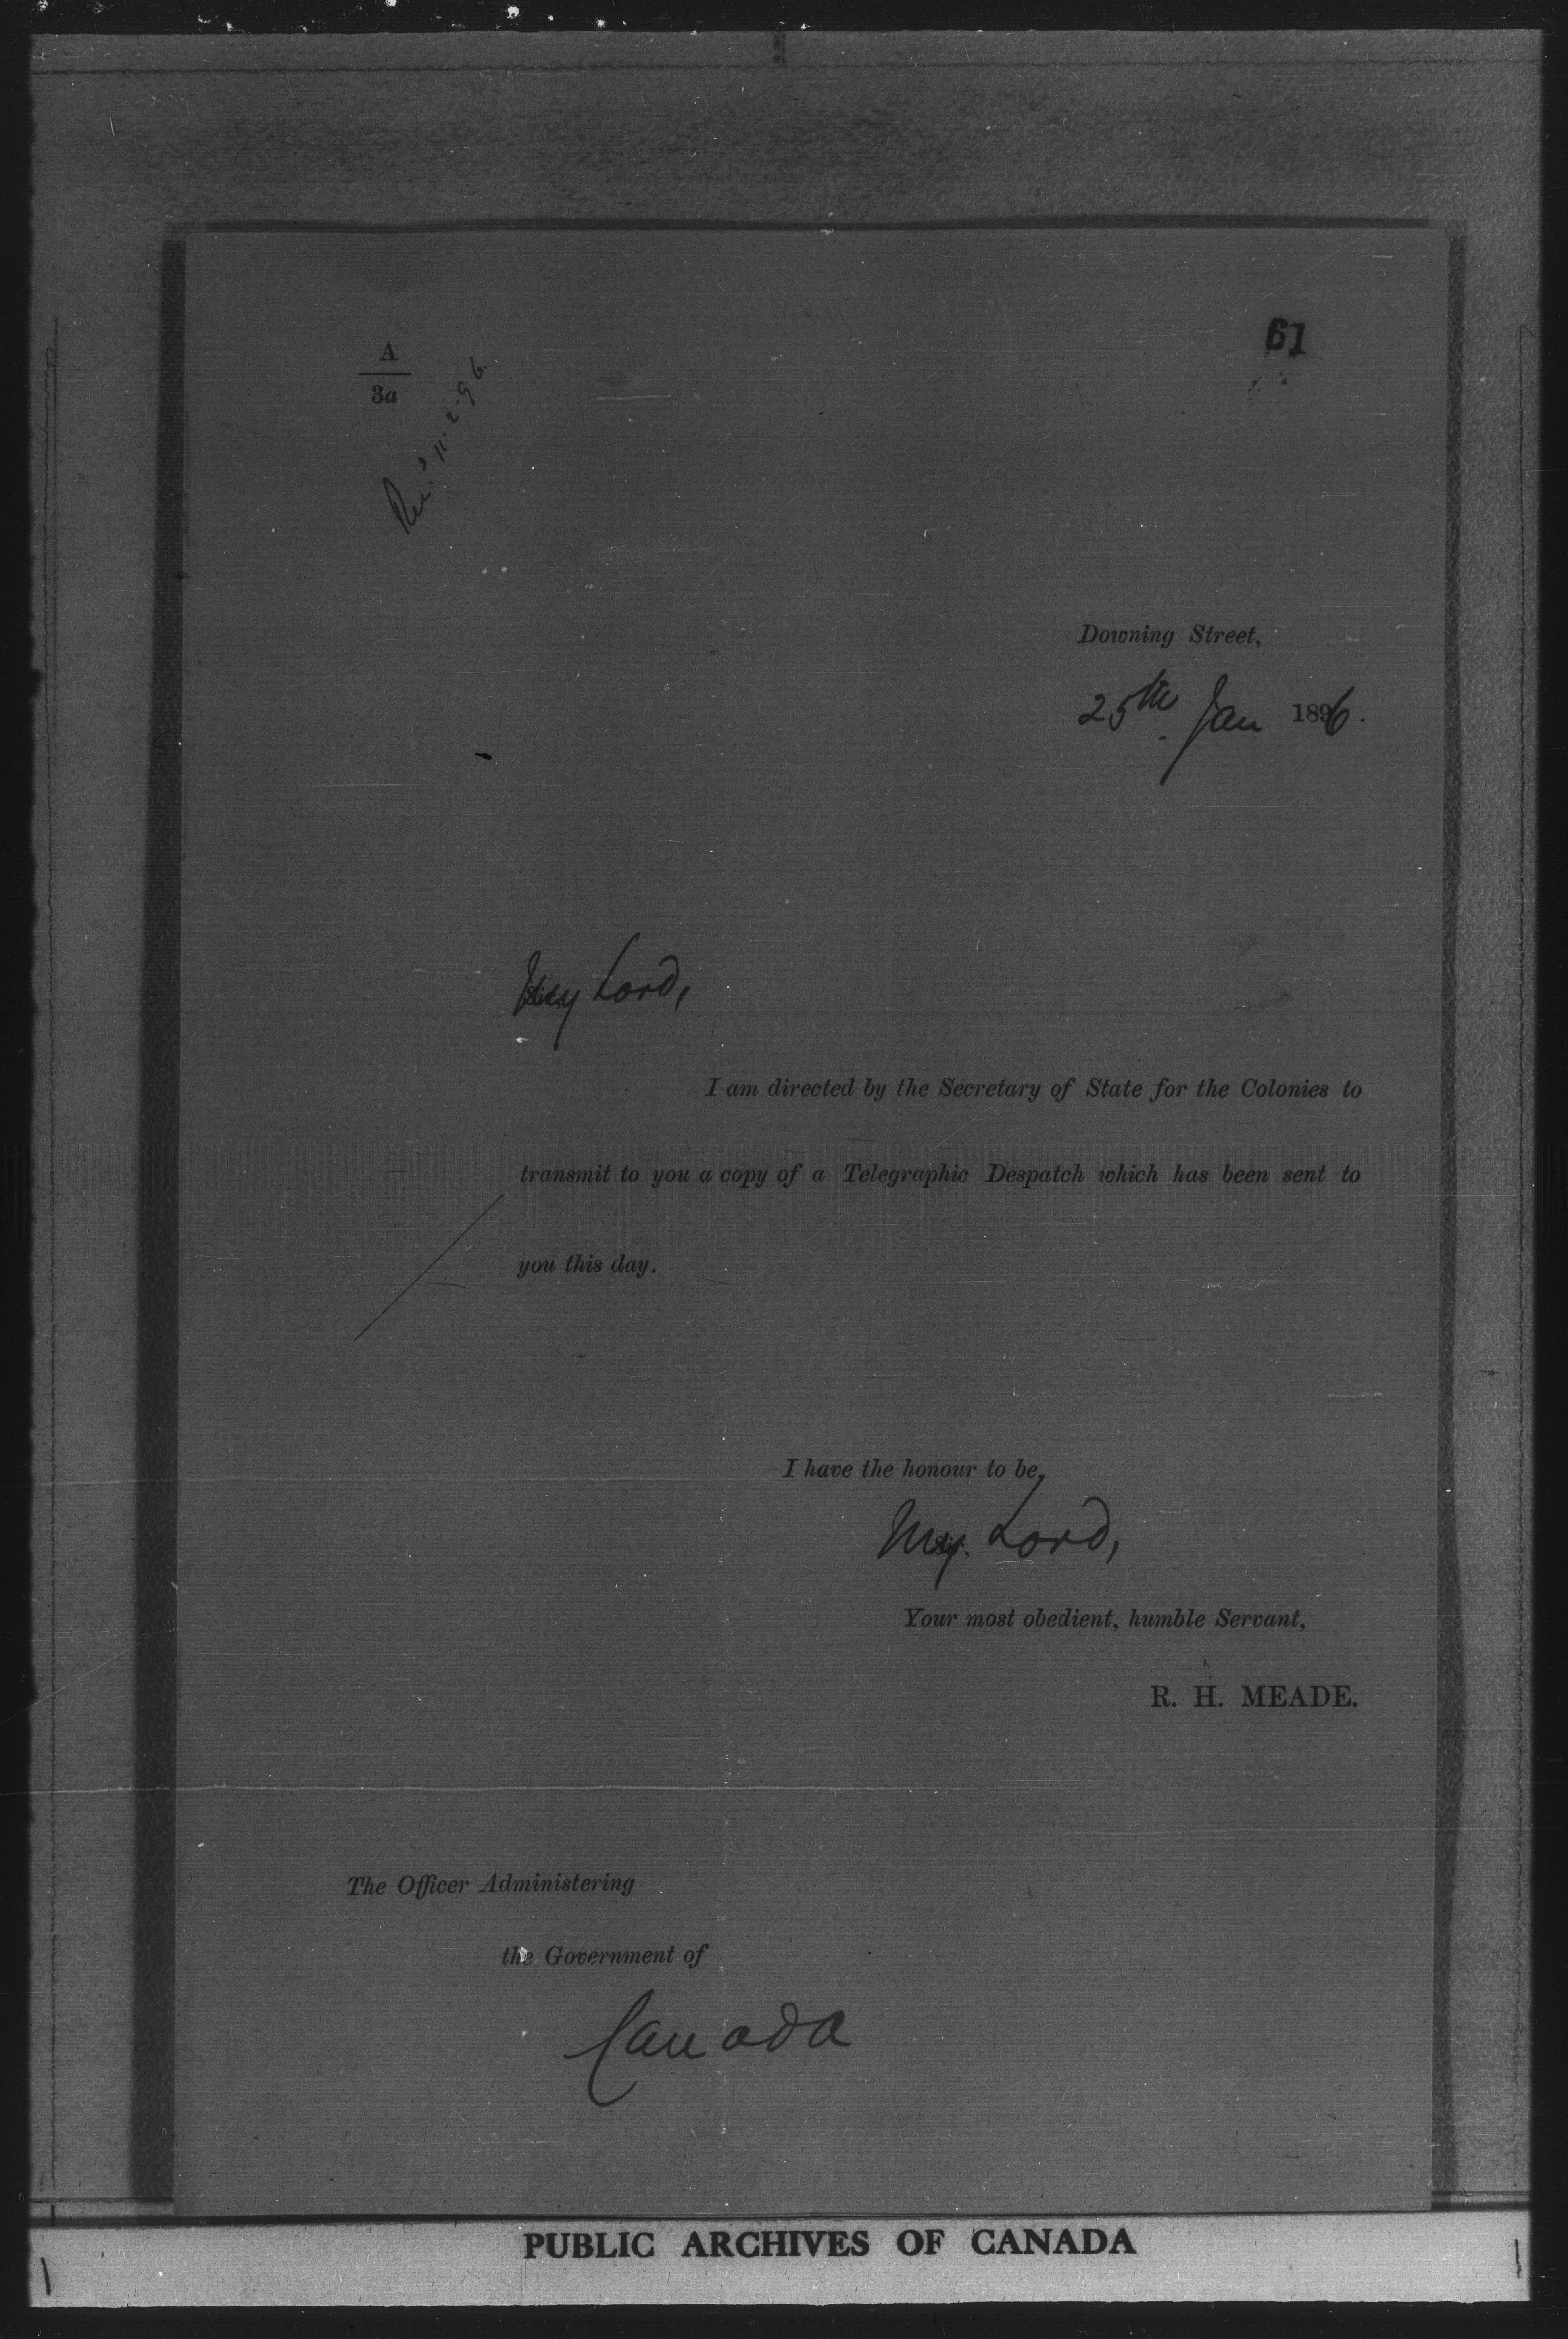 61
A
3a
Rec'd 11-2-96.
Downing Street,
25th Jan 1896.
My Lord,
I am directed by the Secretary of State for the Colonies to
transmit to you a copy of a Telegraphic Despatch which has been sent to
you this day.
I have the honour to be,
My Lord,
Your most obedient, humble Servant,
R. H. MEADE.
The Officer Administering
the Government of
Canada
PUBLIC ARCHIVES OF CANADA